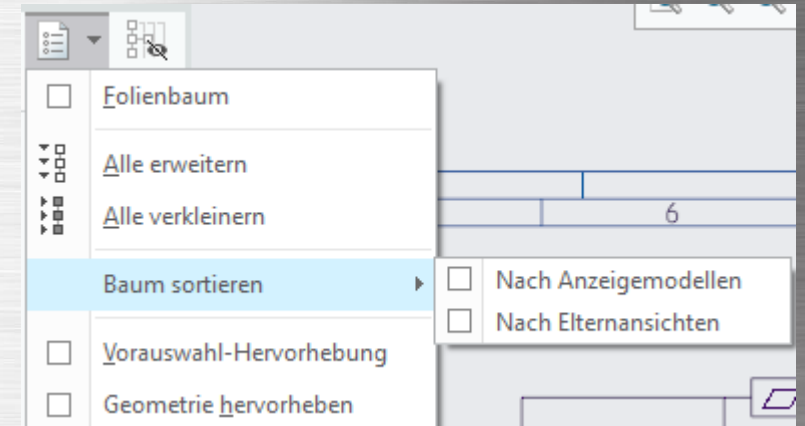 Folienbaum
Alle erweitern
Alle verkleinern
6
Baum sortieren
Nach Anzeigemodellen
Nach Elternansichten
Vorauswahl-Hervorhebung
Geometrie hervorheben